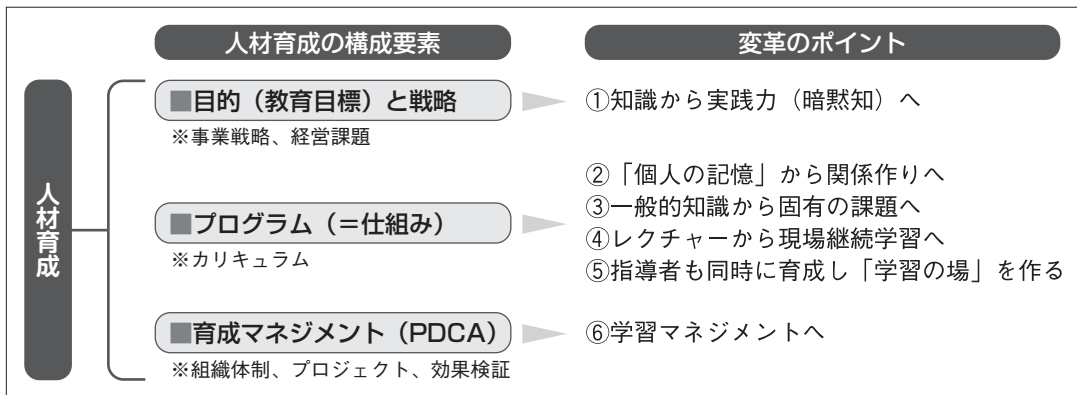 人材育成の構成要素
変革のポイント
人材育成
■目的（教育目標）と戦略
※事業戦略、経営課題
①知識から実践力（暗黙知）へ
■プログラム（＝仕組み）
※カリキュラム
②「個人の記憶」から関係作りへ
③一般的知識から固有の課題へ
④レクチャーから現場継続学習へ
⑤指導者も同時に育成し「学習の場」を作る
■育成マネジメント（PDCA）
※組織体制、プロジェクト、効果検証
⑥学習マネジメントへ